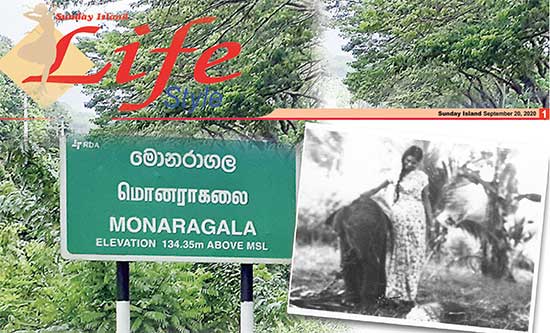 Sunday Island
Life
Style
Sunday Island September 20, 2020 1
RDA
මොනරාගල
மொனராகலை
MONARAGALA
ELEVATION 134.35m ABOVE MSL